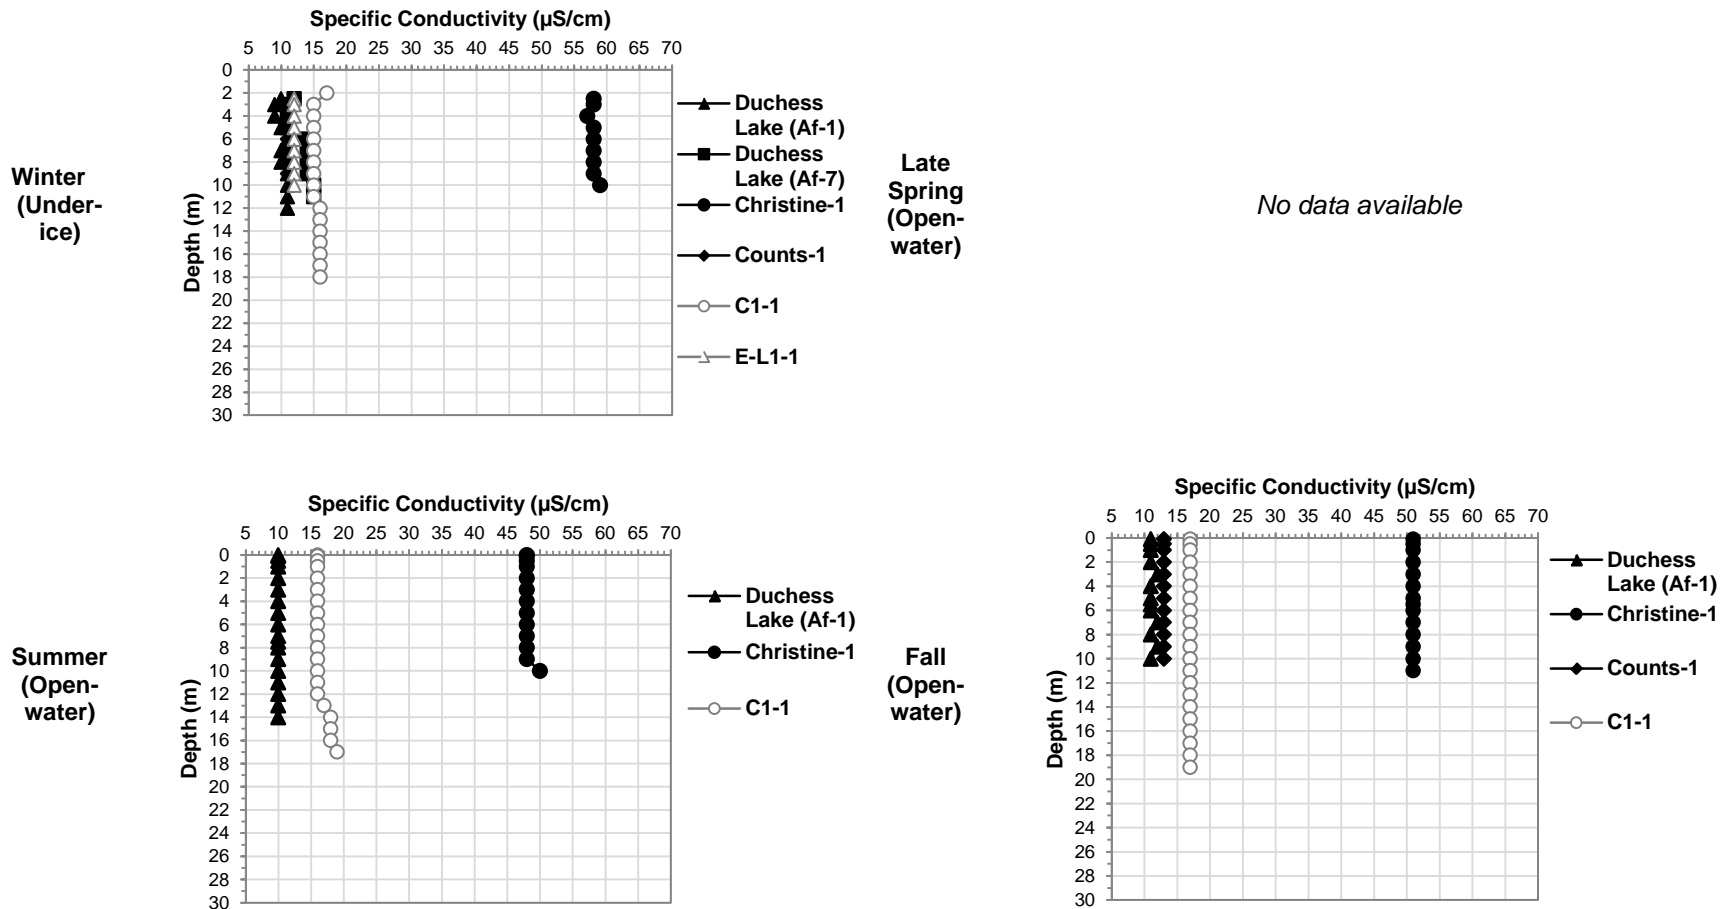 Specific Conductivity (µS/cm)
5 10 15 20 25 30 35 40 45 50 55 60 65 70
0
2
4
6
8
10
12
14
16
18
20
22
24
26
28
30
Depth (m)
Winter
(Under-
ice)
Duchess
Lake (Af-1)
Duchess
Lake (Af-7)
Christine-1
Counts-1
C1-1
E-L1-1
Late
Spring
(Open-
water)
No data available
Specific Conductivity (µS/cm)
5 10 15 20 25 30 35 40 45 50 55 60 65 70
0
2
4
6
8
10
12
14
16
18
20
22
24
26
28
30
Depth (m)
Summer
(Open-
water)
Duchess
Lake (Af-1)
Christine-1
C1-1
Fall
(Open-
water)
Specific Conductivity (µS/cm)
5 10 15 20 25 30 35 40 45 50 55 60 65 70
0
2
4
6
8
10
12
14
16
18
20
22
24
26
28
30
Depth (m)
Duchess
Lake (Af-1)
Christine-1
Counts-1
C1-1